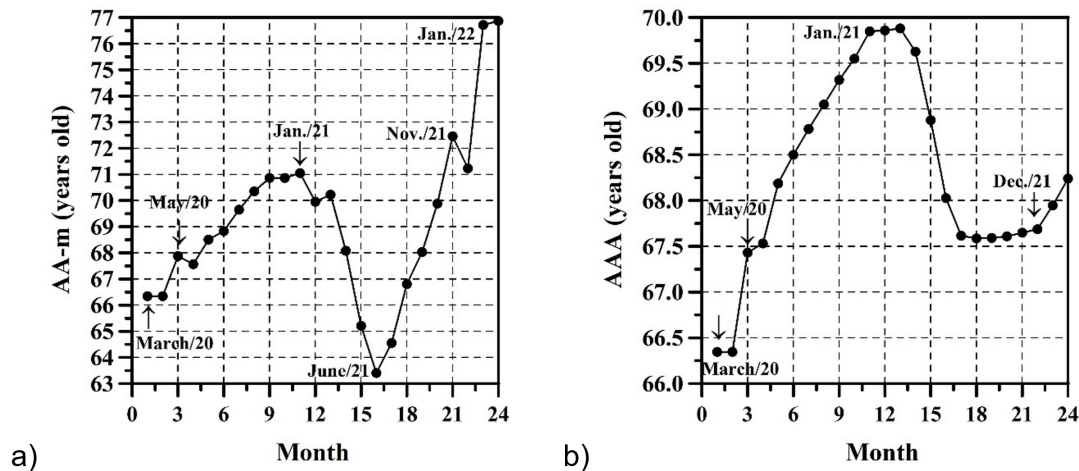 77
76
75
74
73
72
71
70
69
68
67
66
65
64
63
AA-m (years old)
Jan./22
Nov./21
Jan./21
May/20
March/20
June/21
0 3 6 9 12 15 18 21 24
Month
a)
70.0
69.5
69.0
68.5
68.0
67.5
67.0
66.5
66.0
AAA (years old)
Jan./21
Dec./21
May/20
March/20
0 3 6 9 12 15 18 21 24
Month
b)